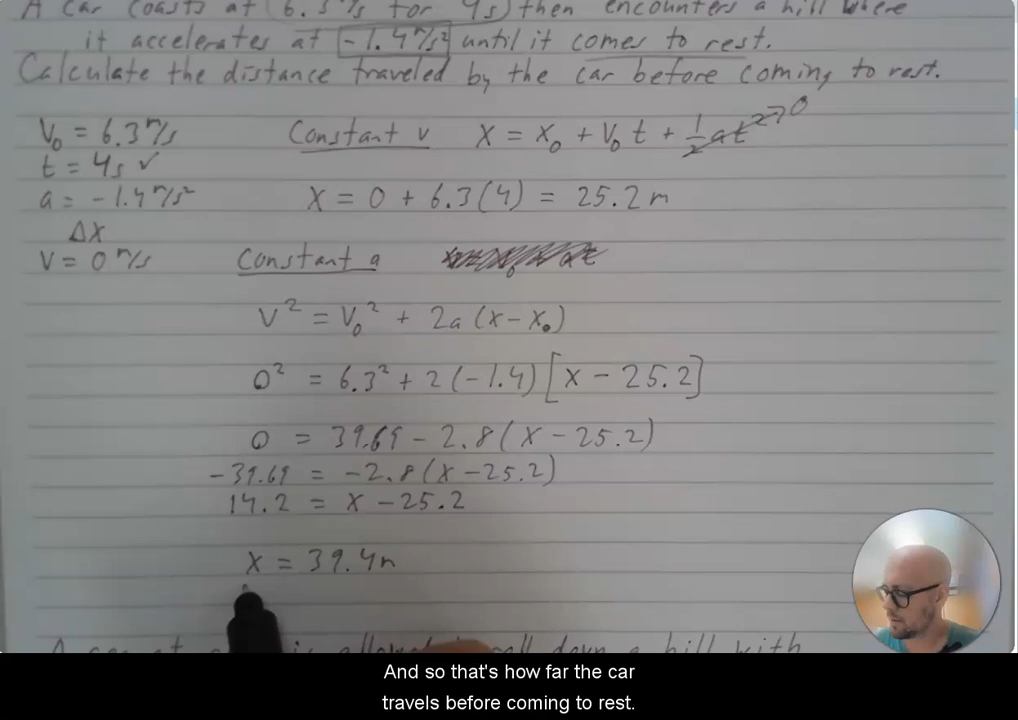 A car coasts at 6.3 m/s for 4s then encounters a hill where
it accelerates at -1.4 m/s² until it comes to rest.
Calculate the distance traveled by the car before coming to rest.
V₀ = 6.3 m/s
t = 4s ✓
a = -1.4 m/s²
Δx
V = 0 m/s
Constant v X = X₀ + V₀ t + ½at² → 0
X = 0 + 6.3(4) = 25.2 m
Constant a
V² = V₀² + 2a (x - x₀)
0² = 6.3² + 2 (-1.4) [x - 25.2]
0 = 39.69 - 2.8 (x - 25.2)
-39.69 = -2.8 (x - 25.2)
14.2 = x - 25.2
x = 39.4m
hill with
And so that's how far the car
travels before coming to rest.